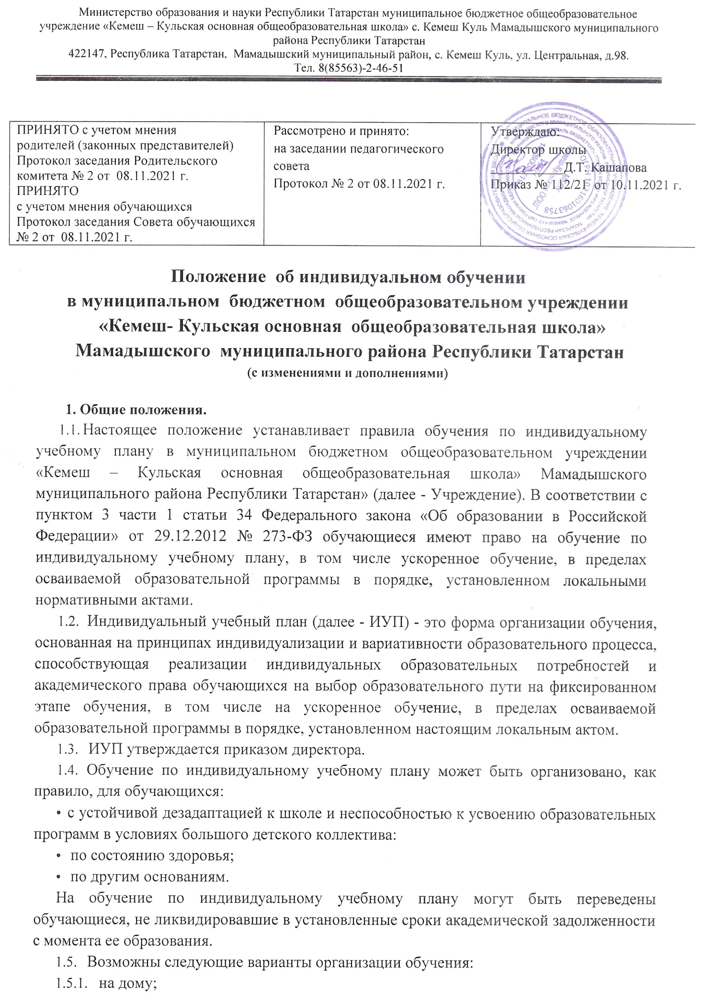 Министерство образования и науки Республики Татарстан муниципальное бюджетное общеобразовательное
учреждение «Кемеш – Кульская основная общеобразовательная школа» с. Кемеш Куль Мамадышского муниципального
района Республики Татарстан
422147, Республика Татарстан, Мамадышский муниципальный район, с. Кемеш Куль, ул. Центральная, д.98.
Тел. 8(85563)-2-46-51
ПРИНЯТО с учетом мнения
родителей (законных представителей)
Протокол заседания Родительского
комитета № 2 от 08.11.2021 г.
ПРИНЯТО
с учетом мнения обучающихся
Протокол заседания Совета обучающихся
№ 2 от 08.11.2021 г.
Рассмотрено и принято:
на заседании педагогического
совета
Протокол № 2 от 08.11.2021 г.
Утверждаю:
Директор школы
Д.Т. Кашапова
Приказ № 112/21 от 10.11.2021 г.
Положение об индивидуальном обучении
в муниципальном бюджетном общеобразовательном учреждении
«Кемеш- Кульская основная общеобразовательная школа»
Мамадышского муниципального района Республики Татарстан
(с изменениями и дополнениями)
1. Общие положения.
1.1. Настоящее положение устанавливает правила обучения по индивидуальному
учебному плану в муниципальном бюджетном общеобразовательном учреждении
«Кемеш – Кульская основная общеобразовательная школа» Мамадышского
муниципального района Республики Татарстан» (далее - Учреждение). В соответствии с
пунктом 3 части 1 статьи 34 Федерального закона «Об образовании в Российской
Федерации» от 29.12.2012 № 273-ФЗ обучающиеся имеют право на обучение по
индивидуальному учебному плану, в том числе ускоренное обучение, в пределах
осваиваемой образовательной программы в порядке, установленном локальными
нормативными актами.
1.2. Индивидуальный учебный план (далее - ИУП) - это форма организации обучения,
основанная на принципах индивидуализации и вариативности образовательного процесса,
способствующая реализации индивидуальных образовательных потребностей и
академического права обучающихся на выбор образовательного пути на фиксированном
этапе обучения, в том числе на ускоренное обучение, в пределах осваиваемой
образовательной программы в порядке, установленном настоящим локальным актом.
1.3. ИУП утверждается приказом директора.
1.4. Обучение по индивидуальному учебному плану может быть организовано, как
правило, для обучающихся:
• с устойчивой дезадаптацией к школе и неспособностью к усвоению образовательных
программ в условиях большого детского коллектива:
• по состоянию здоровья;
• по другим основаниям.
На обучение по индивидуальному учебному плану могут быть переведены
обучающиеся, не ликвидировавшие в установленные сроки академической задолженности
с момента ее образования.
1.5. Возможны следующие варианты организации обучения:
1.5.1. на дому;